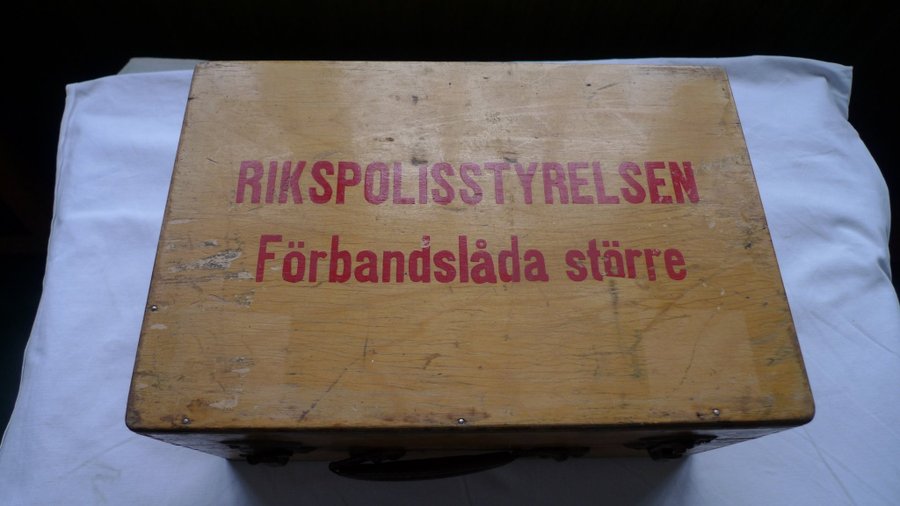 RIKSPOLISSTYRELSEN
Förbandslåda större